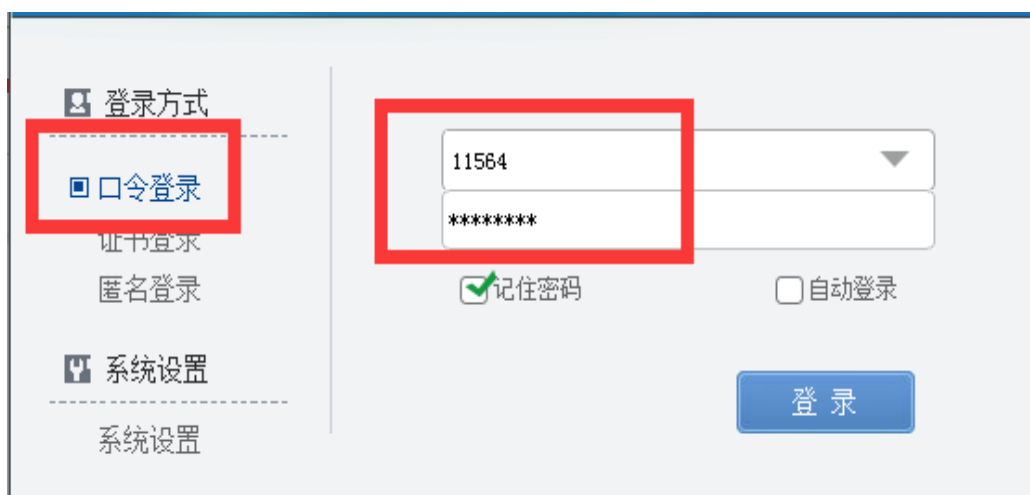 登录方式
口令登录
证书登录
匿名登录
系统设置
系统设置
11564
********
记住密码
自动登录
登录